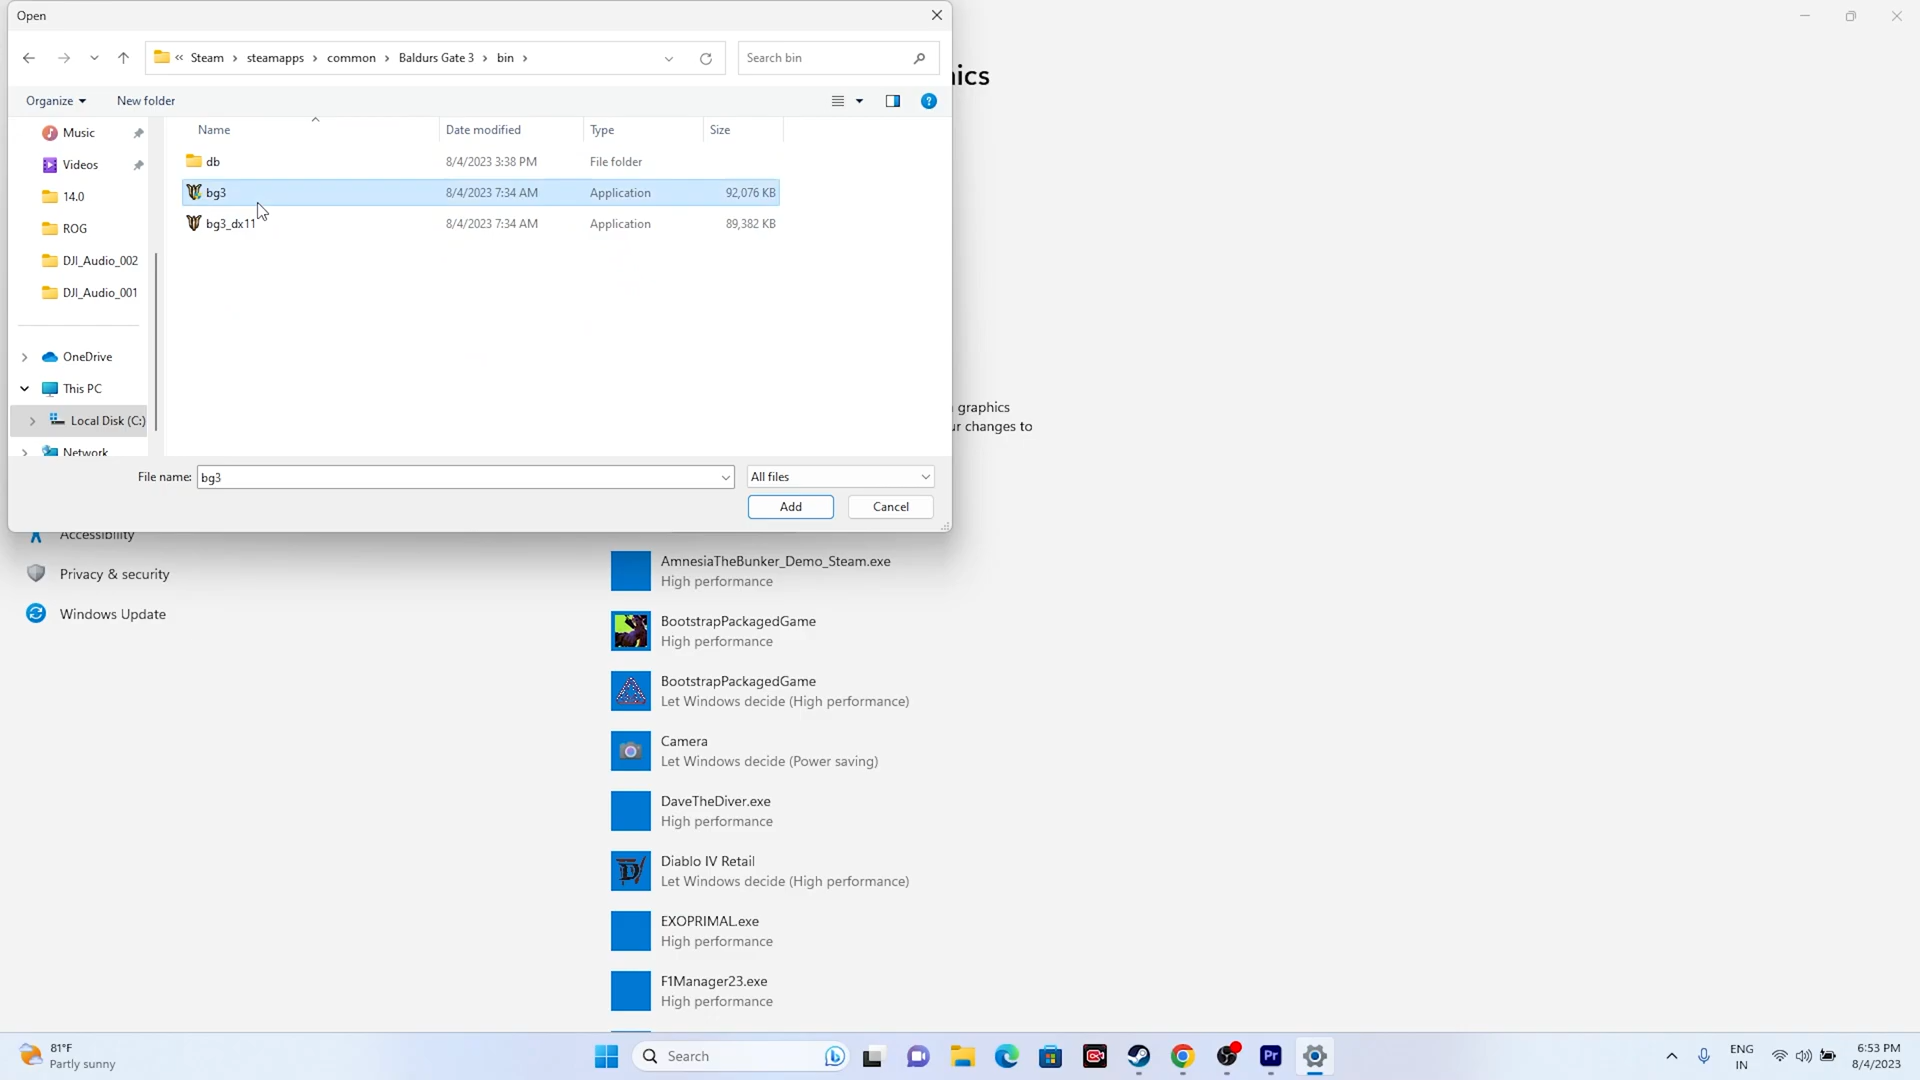 Open
Steam
steamapps
common
Baldurs Gate 3
bin
Search bin
Organize
New folder
Name
Date modified
Type
Size
db
8/4/2023 3:38 PM
File folder
bg3
8/4/2023 7:34 AM
Application
92,076 KB
bg3_dx11
8/4/2023 7:34 AM
Application
89,382 KB
Music
Videos
14.0
ROG
DJI_Audio_002
DJI_Audio_001
OneDrive
This PC
Local Disk (C:)
Network
File name:
bg3
All files
Add
Cancel
ics
graphics
ur changes to
Accessibility
Privacy & security
Windows Update
AmnesiaTheBunker_Demo_Steam.exe
High performance
BootstrapPackagedGame
High performance
BootstrapPackagedGame
Let Windows decide (High performance)
Camera
Let Windows decide (Power saving)
DaveTheDiver.exe
High performance
Diablo IV Retail
Let Windows decide (High performance)
EXOPRIMAL.exe
High performance
F1Manager23.exe
High performance
81°F
Partly sunny
Search
Pr
ENG
IN
6:53 PM
8/4/2023